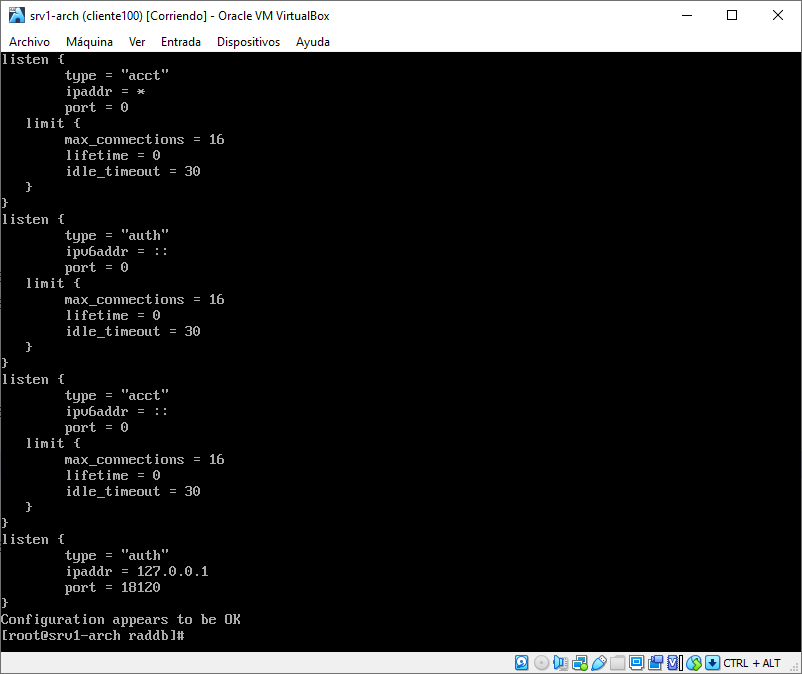 srv1-arch (cliente100) [Corriendo] - Oracle VM VirtualBox
Archivo Máquina Ver Entrada Dispositivos Ayuda
listen {
        type = "acct"
        ipaddr = *
        port = 0
   limit {
        max_connections = 16
        lifetime = 0
        idle_timeout = 30
   }
}
listen {
        type = "auth"
        ipv6addr = ::
        port = 0
   limit {
        max_connections = 16
        lifetime = 0
        idle_timeout = 30
   }
}
listen {
        type = "acct"
        ipv6addr = ::
        port = 0
   limit {
        max_connections = 16
        lifetime = 0
        idle_timeout = 30
   }
}
listen {
        type = "auth"
        ipaddr = 127.0.0.1
        port = 18120
}
Configuration appears to be OK
[root@srv1-arch raddb]#
CTRL + ALT